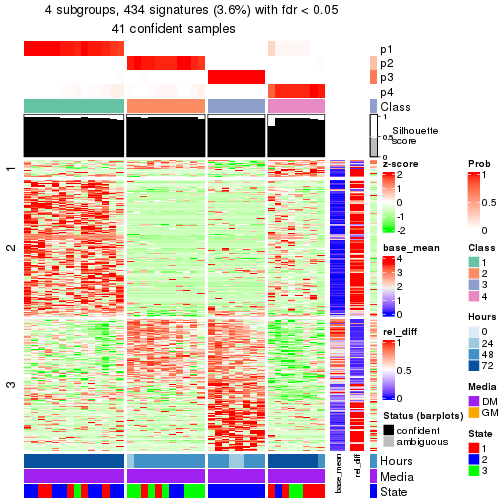 4 subgroups, 434 signatures (3.6%) with fdr < 0.05
41 confident samples
p1
p2
p3
p4
Class
1
0.5
0
Silhouette
score
1
2
3
z-score
2
1
0
-1
-2
base_mean
4
3
2
1
0
rel_diff
1
0.5
0
Status (barplots)
confident
ambiguous
Prob
1
0.5
0
Class
1
2
3
4
Hours
0
24
48
72
Media
DM
GM
State
1
2
3
base_mean
rel_diff
Hours
Media
State